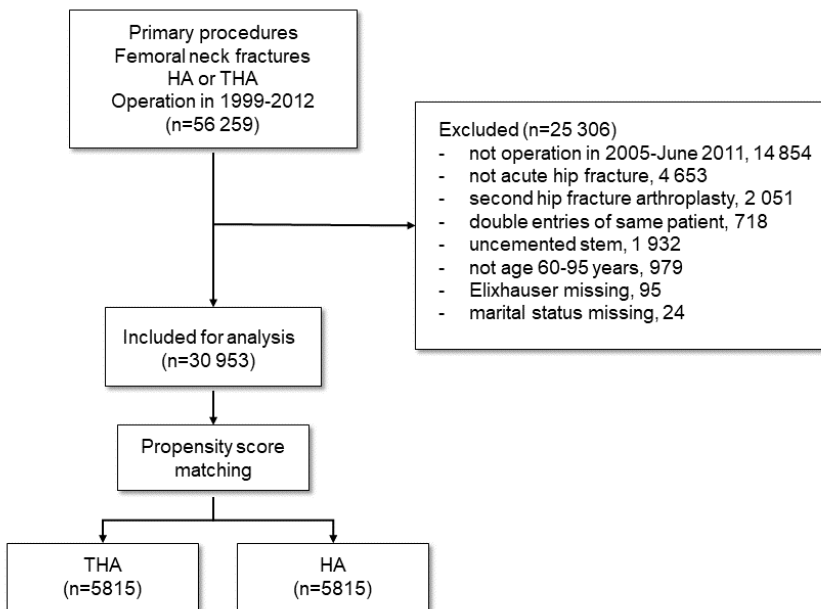 Primary procedures
Femoral neck fractures
HA or THA
Operation in 1999-2012
(n=56 259)
Excluded (n=25 306)
- not operation in 2005-June 2011, 14 854
- not acute hip fracture, 4 653
- second hip fracture arthroplasty, 2 051
- double entries of same patient, 718
- uncemented stem, 1 932
- not age 60-95 years, 979
- Elixhauser missing, 95
- marital status missing, 24
Included for analysis
(n=30 953)
Propensity score
matching
THA
(n=5815)
HA
(n=5815)